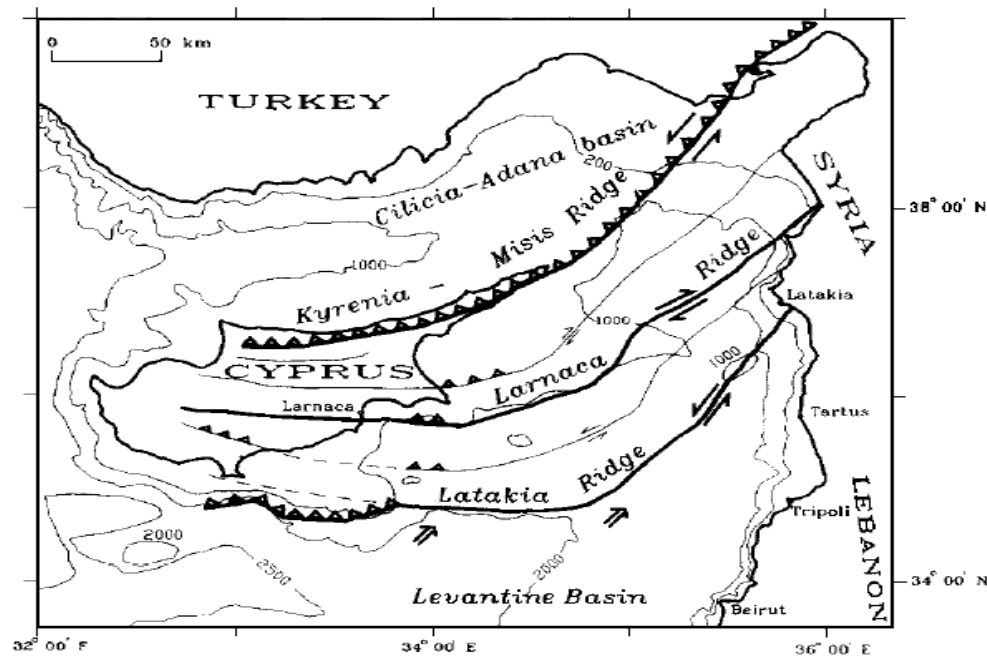 0 50 km
TURKEY
Cilicia-Adana basin
200
SYRIA
38° 00' N
Misis Ridge
Ridge
1000
Kyrenia -
Latakia
1000
1000
CYPRUS
Larnaca
Larnaca
Tartus
Ridge
Latakia
LEBANON
Tripoli
2000
2500
2000
34° 00' N
Levantine Basin
Beirut
32° 00' F
34° 00' E
36° 00' E